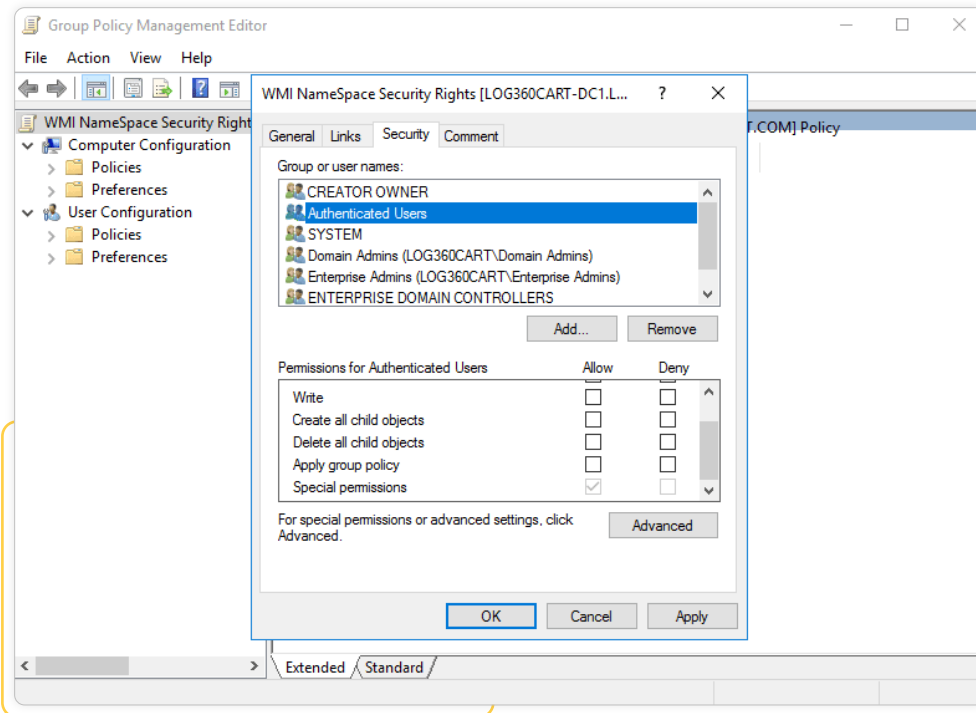 Group Policy Management Editor
File Action View Help
WMI NameSpace Security Right
Computer Configuration
Policies
Preferences
User Configuration
Policies
Preferences
WMI NameSpace Security Rights [LOG360CART-DC1.L... ?
T.COM] Policy
General Links Security Comment
Group or user names:
CREATOR OWNER
Authenticated Users
SYSTEM
Domain Admins (LOG360CART\Domain Admins)
Enterprise Admins (LOG360CART\Enterprise Admins)
ENTERPRISE DOMAIN CONTROLLERS
Add... Remove
Permissions for Authenticated Users Allow Deny
Write
Create all child objects
Delete all child objects
Apply group policy
Special permissions
For special permissions or advanced settings, click
Advanced.
Advanced
OK Cancel Apply
Extended Standard